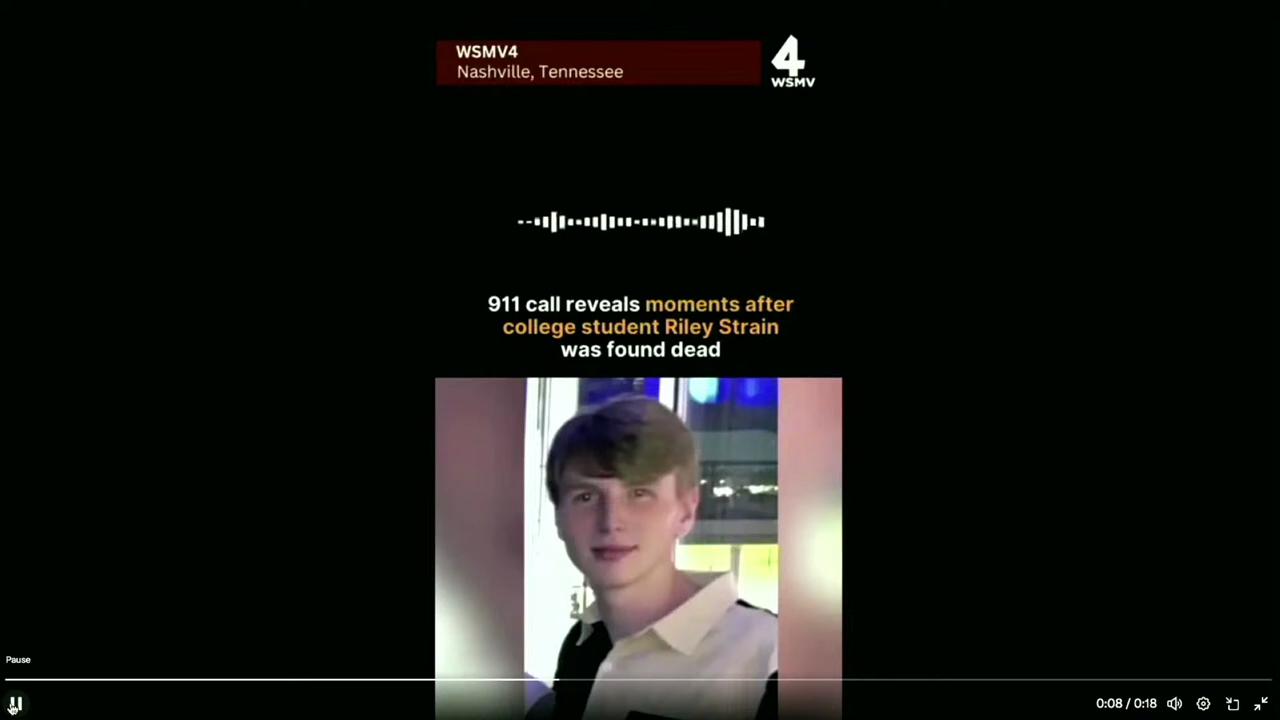 WSMV4
Nashville, Tennessee
4
WSMV
911 call reveals moments after
college student Riley Strain
was found dead
Pause
0:08 / 0:18